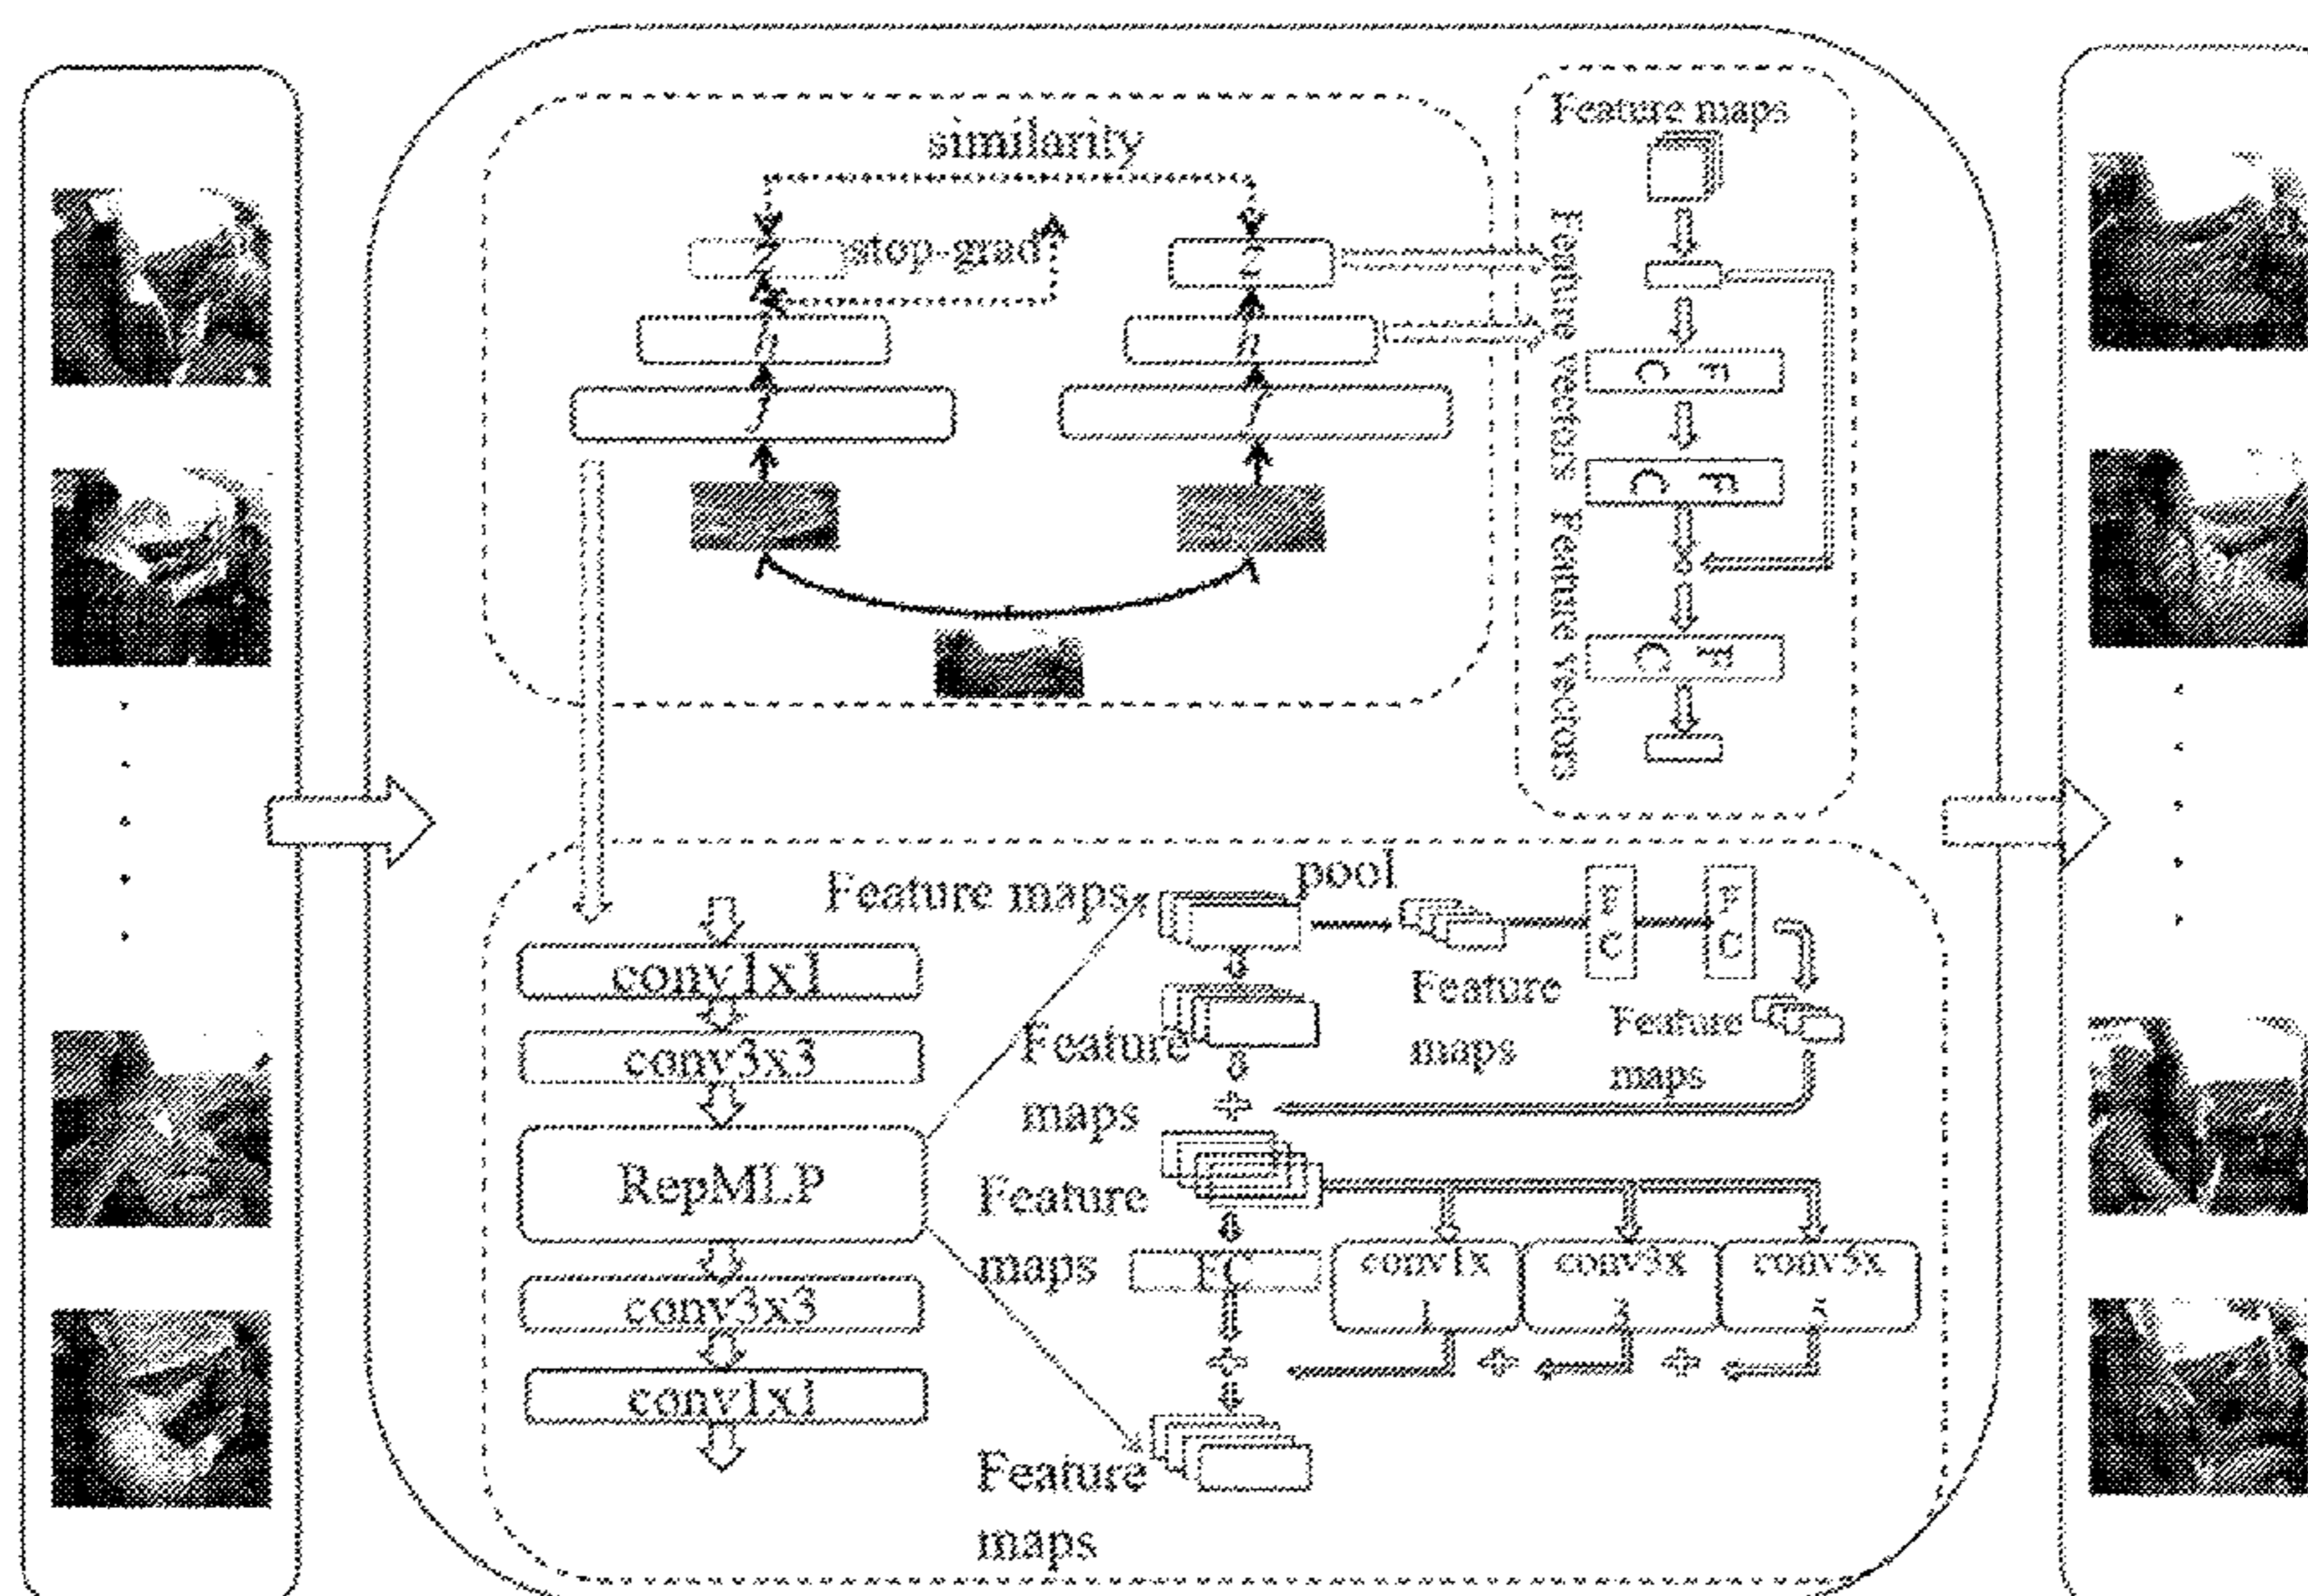 similarity
Z
stop-grad
Z
h
h
f
f
Feature maps
Feature vectors
Feature vectors
F C
F C
F C
Feature maps
pool
F
C
F
C
conv1x1
conv3x3
RepMLP
conv3x3
conv1x1
Feature
maps
Feature
maps
Feature
maps
Feature
maps
FC
conv1x
1
conv3x
3
conv5x
Feature
maps